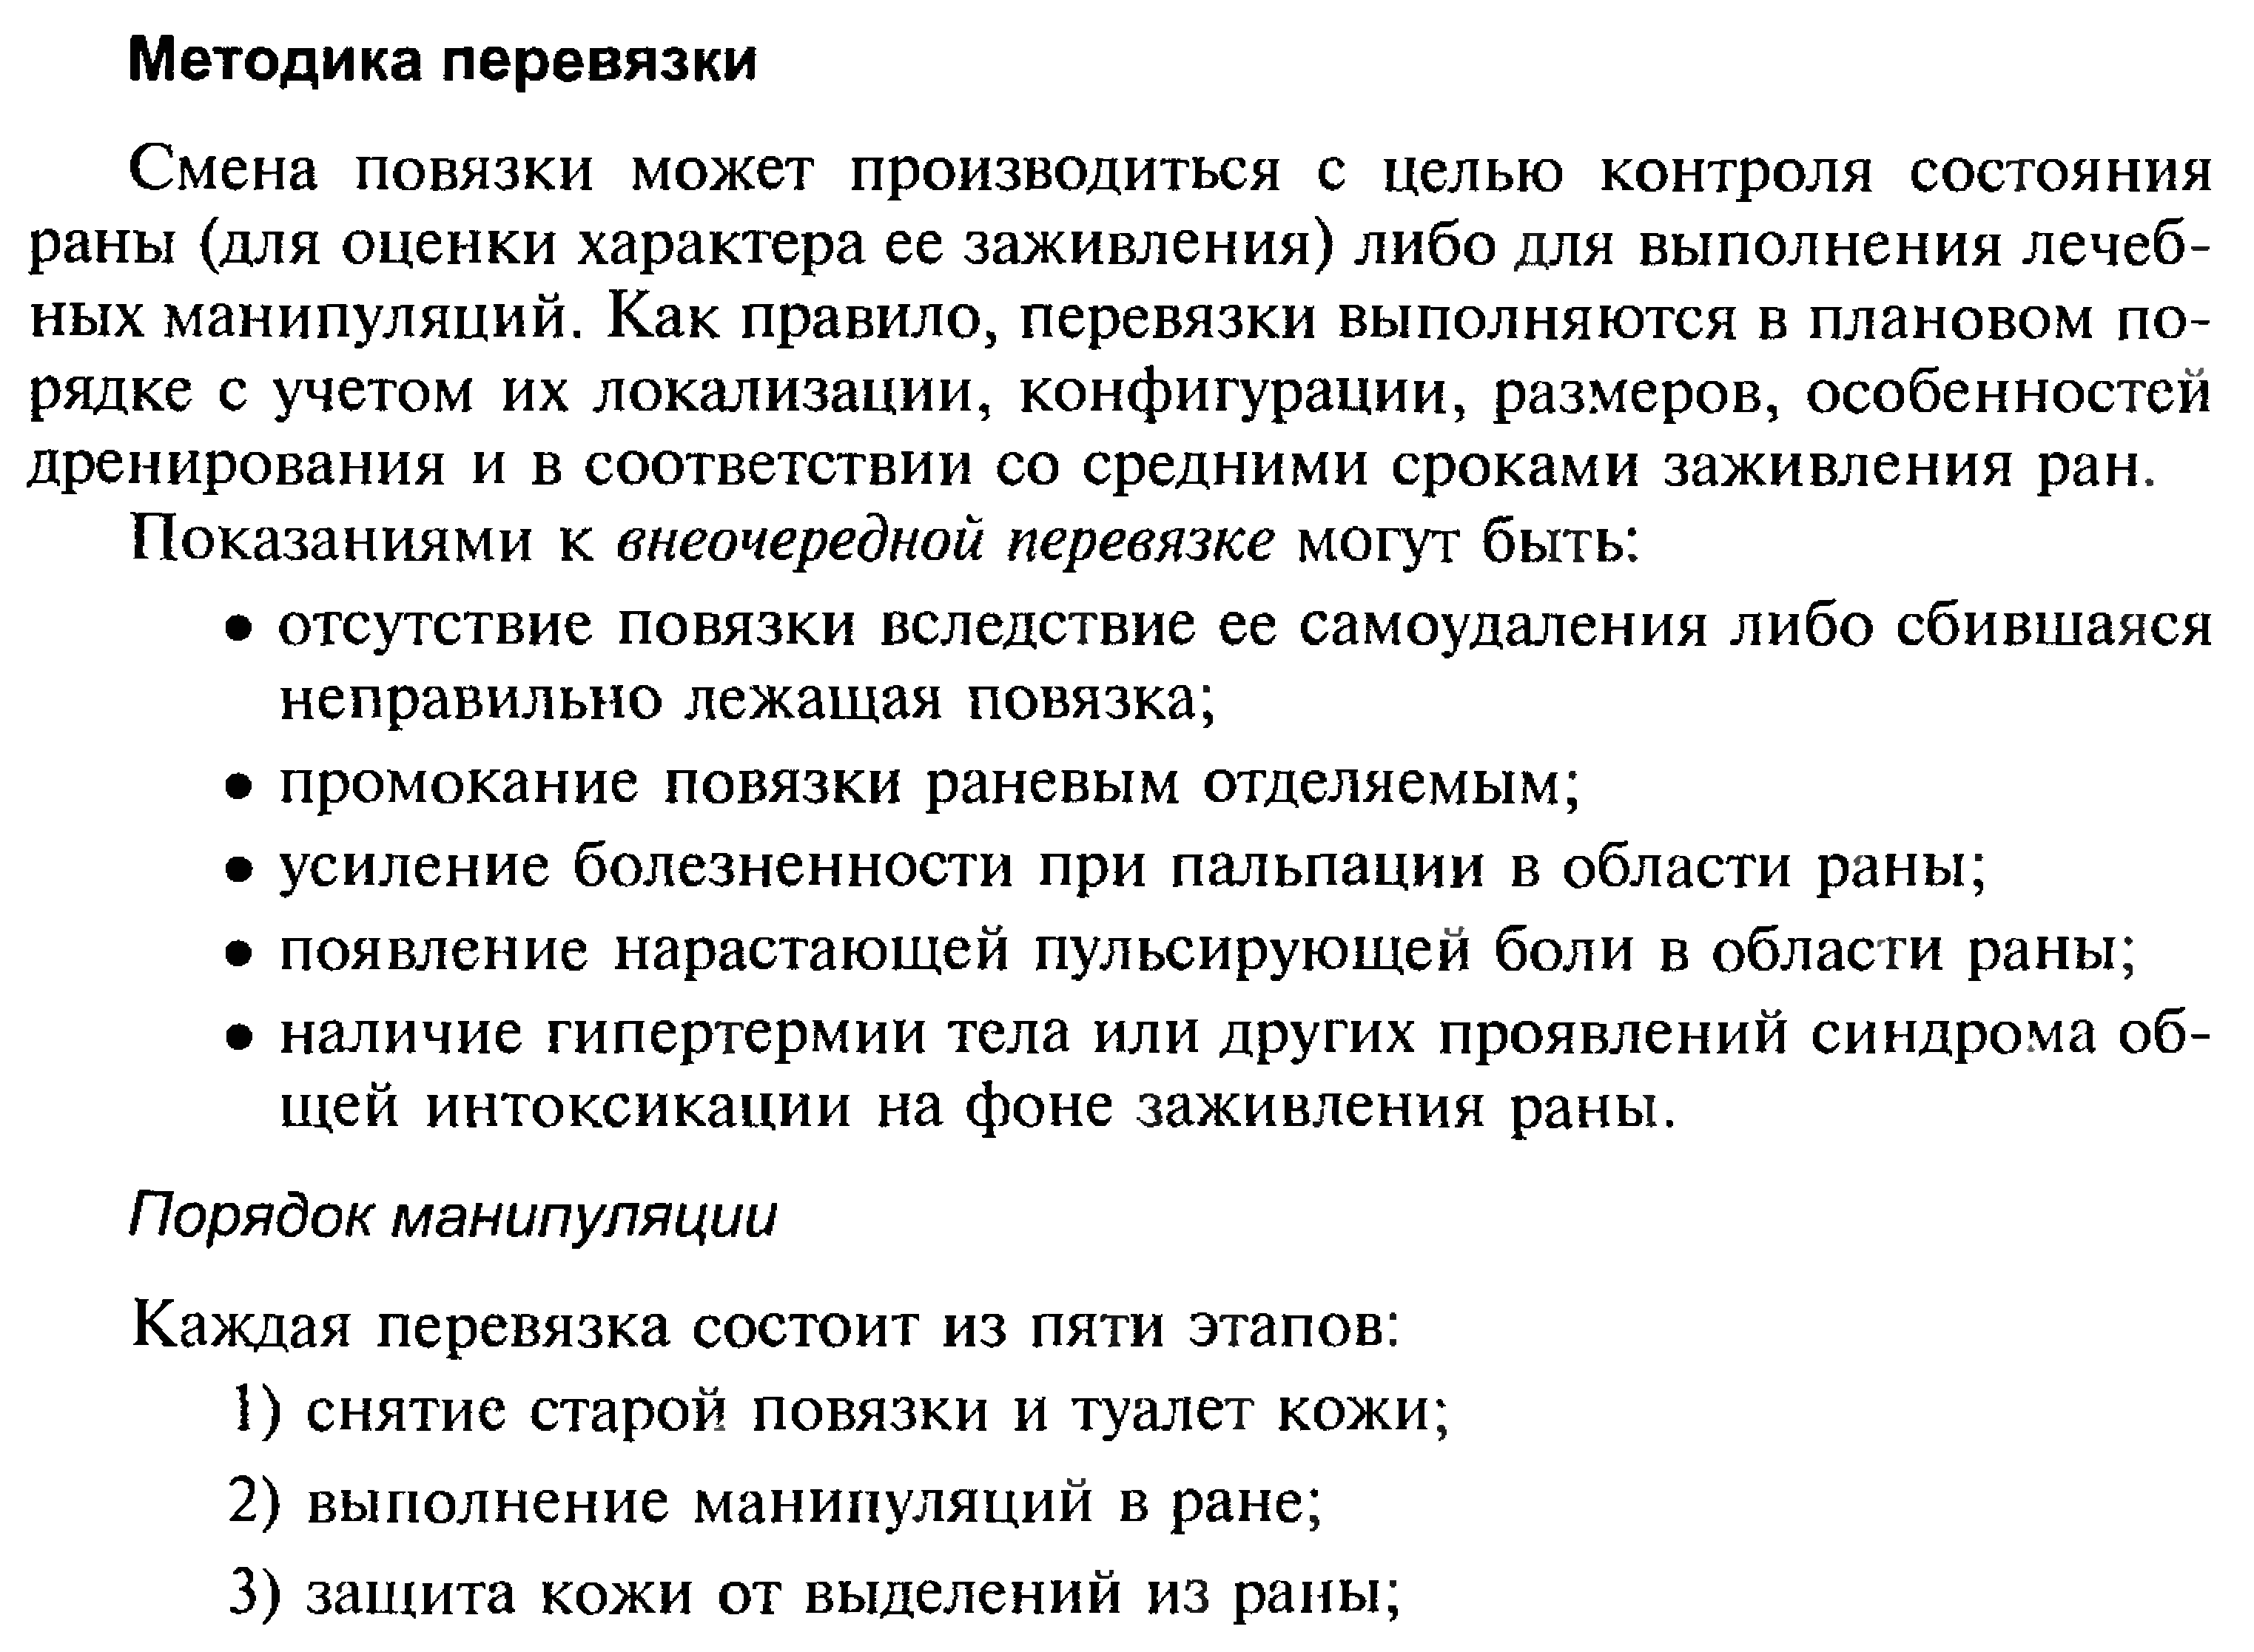 Методика перевязки
Смена повязки может производиться с целью контроля состояния
раны (для оценки характера ее заживления) либо для выполнения лечеб-
ных манипуляций. Как правило, перевязки выполняются в плановом по-
рядке с учетом их локализации, конфигурации, размеров, особенностей
дренирования и в соответствии со средними сроками заживления ран.
Показаниями к внеочередной перевязке могут быть:
• отсутствие повязки вследствие ее самоудаления либо сбившаяся
неправильно лежащая повязка;
• промокание повязки раневым отделяемым;
• усиление болезненности при пальпации в области раны;
• появление нарастающей пульсирующей боли в области раны;
• наличие гипертермии тела или других проявлений синдрома об-
щей интоксикации на фоне заживления раны.
Порядок манипуляции
Каждая перевязка состоит из пяти этапов:
1) снятие старой повязки и туалет кожи;
2) выполнение манипуляций в ране;
3) защита кожи от выделений из раны;